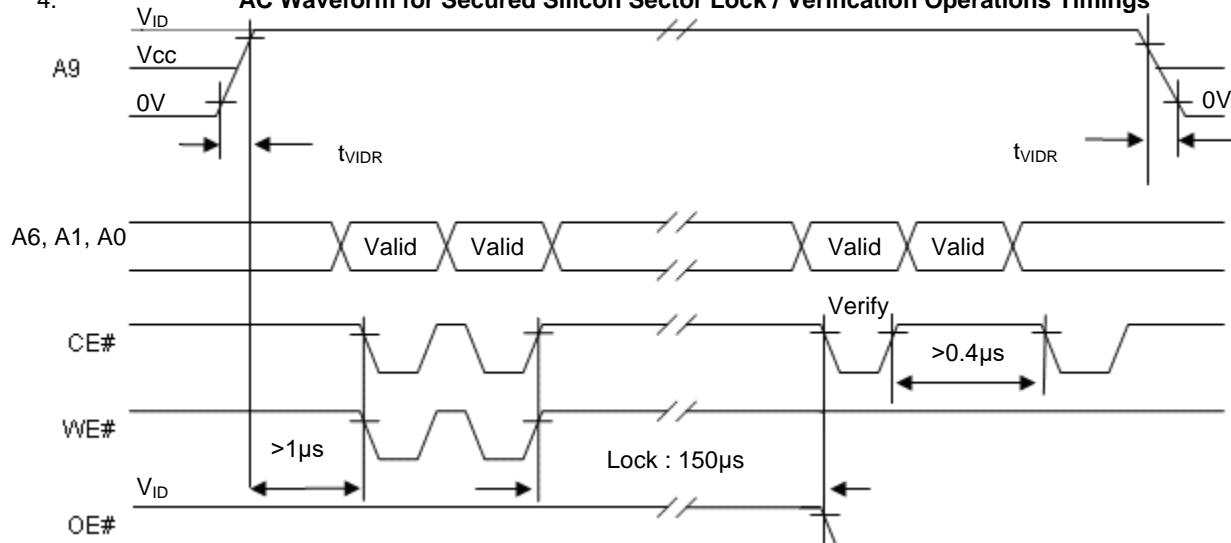 4. AC Waveform for Secured Silicon Sector Lock / Verification Operations Timings
VID
Vcc
A9
0V
0V
tVIDR
tVIDR
A6, A1, A0
Valid
Valid
Valid
Valid
Verify
CE#
>0.4µs
WE#
>1µs
Lock : 150µs
VID
OE#